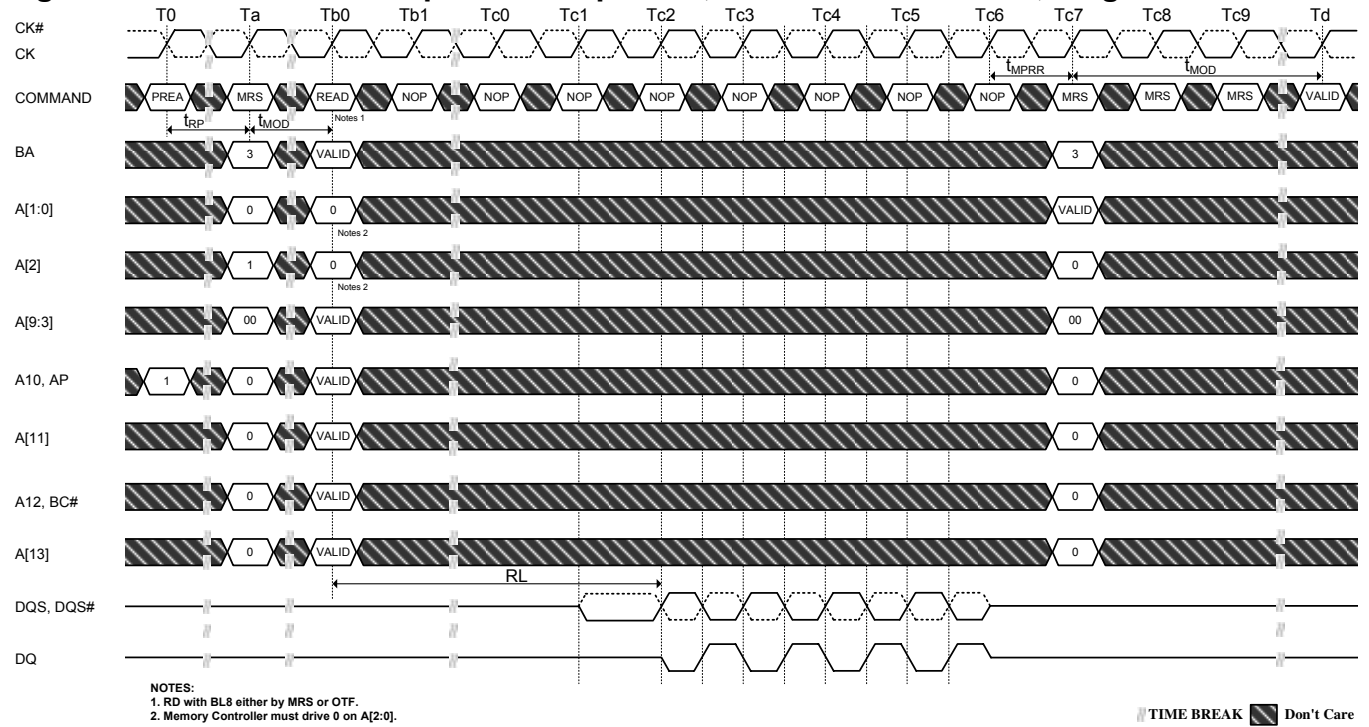 T0 Ta Tb0 Tb1 Tc0 Tc1 Tc2 Tc3 Tc4 Tc5 Tc6 Tc7 Tc8 Tc9 Td
CK#
CK
tMPRR tMOD
COMMAND PREA MRS READ NOP NOP NOP NOP NOP NOP NOP NOP MRS MRS MRS VALID
Notes 1
tRP tMOD
BA 3 VALID 3
A[1:0] 0 0 VALID
Notes 2
A[2] 1 0 0
Notes 2
A[9:3] 00 VALID 00
A10, AP 1 0 VALID 0
A[11] 0 VALID 0
A12, BC# 0 VALID 0
A[13] 0 VALID 0
RL
DQS, DQS#
DQ
NOTES:
1. RD with BL8 either by MRS or OTF.
2. Memory Controller must drive 0 on A[2:0].
TIME BREAK Don't Care